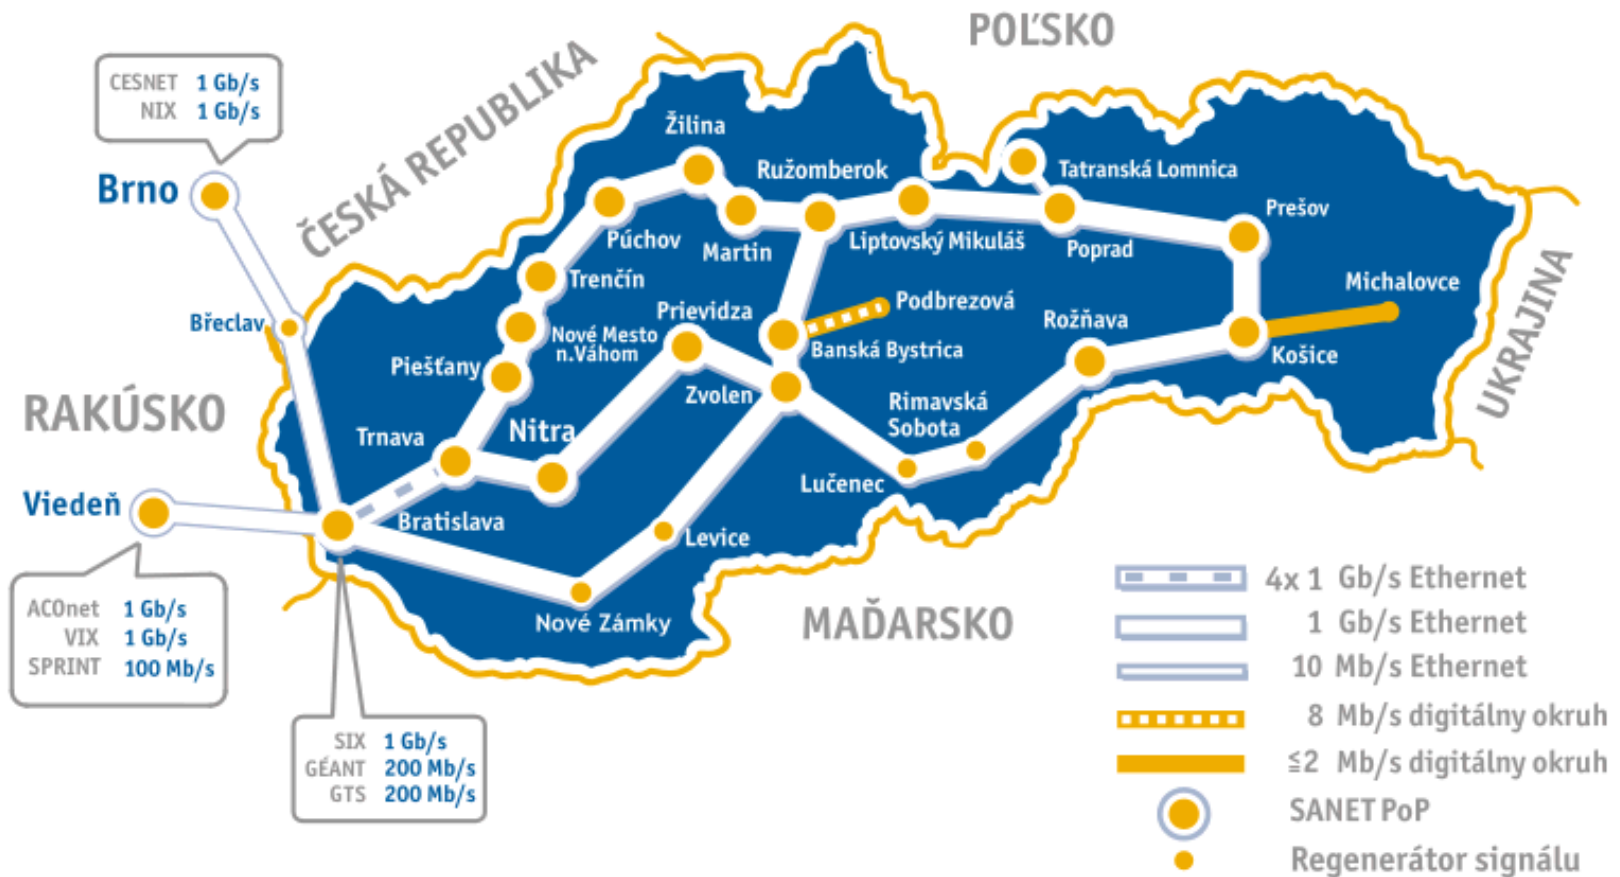 POĽSKO
ČESKÁ REPUBLIKA
CESNET 1 Gb/s
NIX 1 Gb/s
Brno
Žilina
Ružomberok
Tatranská Lomnica
Prešov
Púchov
Martin
Liptovský Mikuláš
Poprad
Trenčín
Michalovce
UKRAJINA
Břeclav
Prievidza
Podbrezová
Rožňava
Nové Mesto
n.Váhom
Banská Bystrica
Košice
Piešťany
RAKÚSKO
Zvolen
Rimavská
Sobota
Trnava
Nitra
Lučenec
Viedeň
Bratislava
Levice
ACOnet 1 Gb/s
VIX 1 Gb/s
SPRINT 100 Mb/s
Nové Zámky
MAĎARSKO
SIX 1 Gb/s
GÉANT 200 Mb/s
GTS 200 Mb/s
4x 1 Gb/s Ethernet
1 Gb/s Ethernet
10 Mb/s Ethernet
8 Mb/s digitálny okruh
≦2 Mb/s digitálny okruh
SANET PoP
Regenerátor signálu